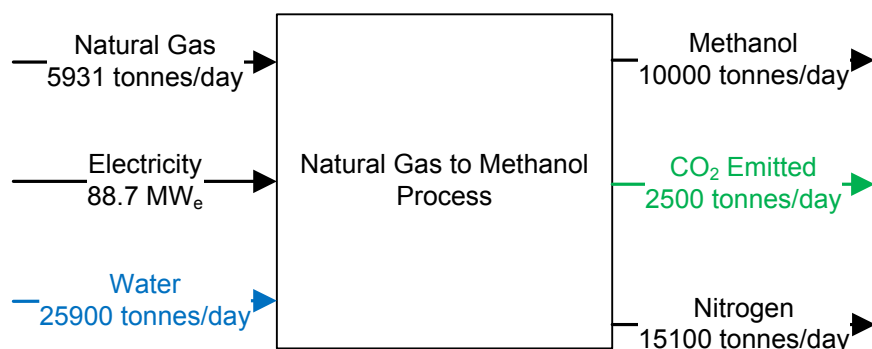 Natural Gas
5931 tonnes/day
Electricity
88.7 MWe
Water
25900 tonnes/day
Natural Gas to Methanol
Process
Methanol
10000 tonnes/day
CO2 Emitted
2500 tonnes/day
Nitrogen
15100 tonnes/day